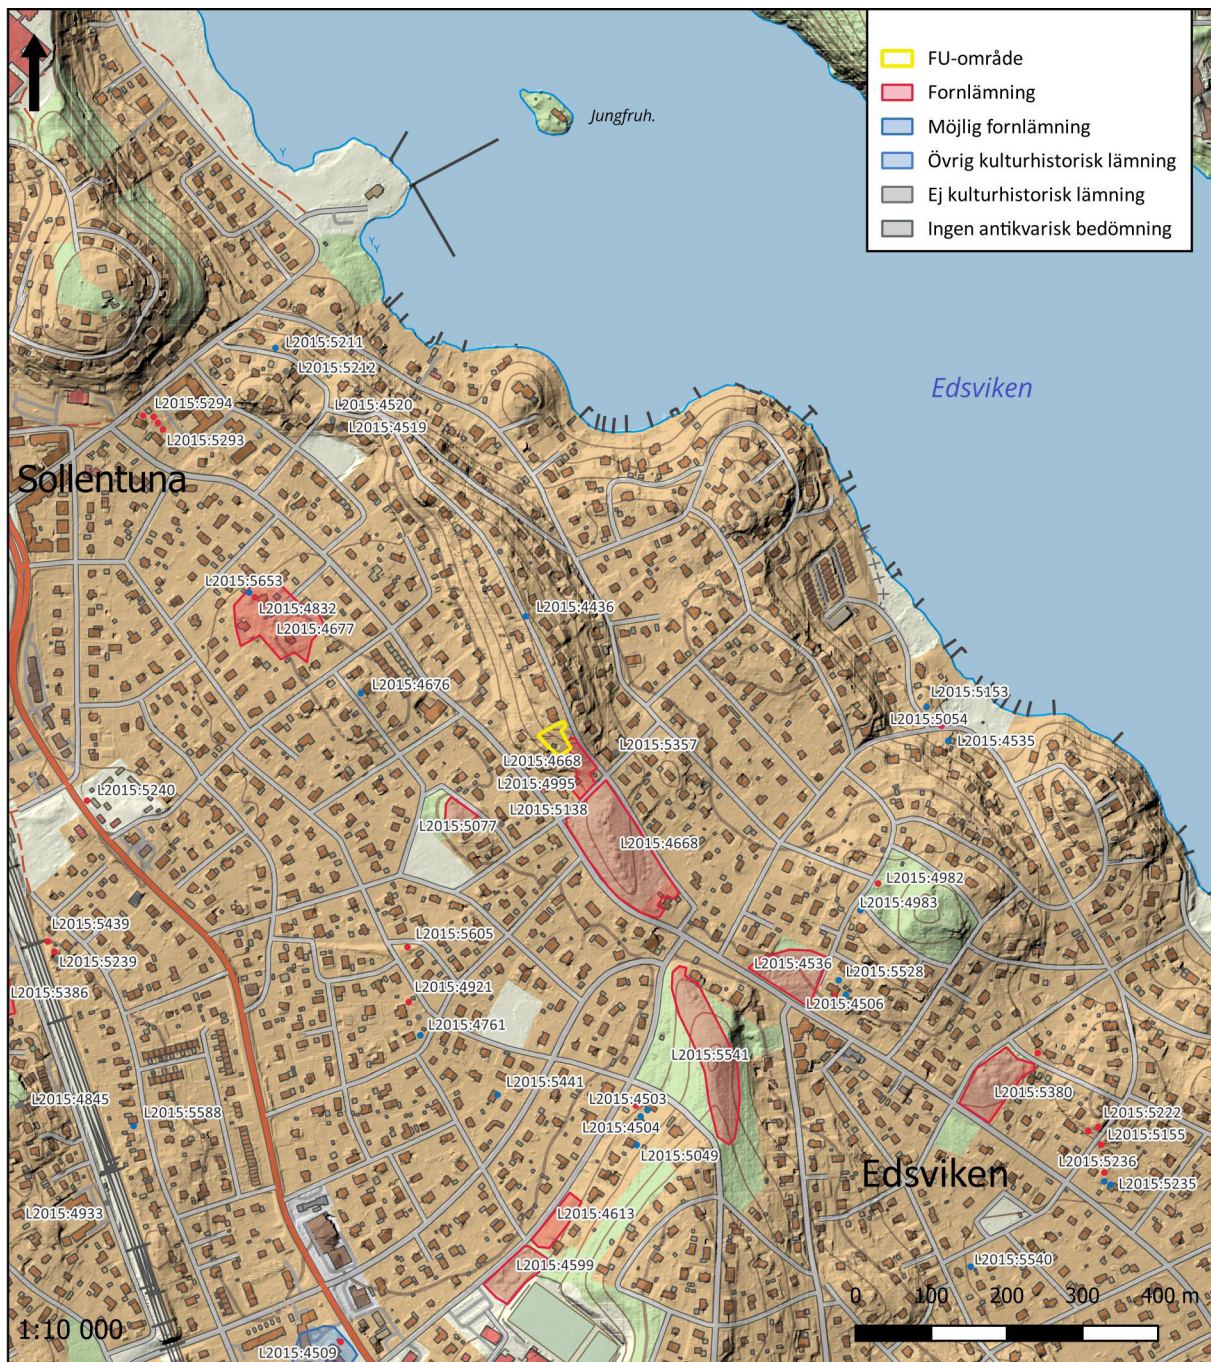 FU-område
Fornlämning
Möjlig fornlämning
Övrig kulturhistorisk lämning
Ej kulturhistorisk lämning
Ingen antikvarisk bedömning
Jungfruh.
Edsviken
L2015:5211
L2015:5212
L2015:4520
L2015:4519
L2015:5294
L2015:5293
Sollentuna
L2015:5653
L2015:4832
L2015:4677
L2015:4436
L2015:4676
L2015:5153
L2015:5054
L2015:4535
L2015:5357
L2015:4668
L2015:4995
L2015:5138
L2015:5240
L2015:5077
L2015:4668
L2015:4982
L2015:4983
L2015:5439
L2015:5239
L2015:5386
L2015:5605
L2015:4921
L2015:4761
L2015:4536
L2015:5528
L2015:4506
L2015:5541
L2015:5441
L2015:4503
L2015:4504
L2015:5049
L2015:5380
L2015:5222
L2015:5155
L2015:5236
L2015:5235
L2015:4845
L2015:5588
L2015:4933
Edsviken
L2015:4613
L2015:4599
L2015:5540
L2015:4509
1:10 000
0 100 200 300 400 m